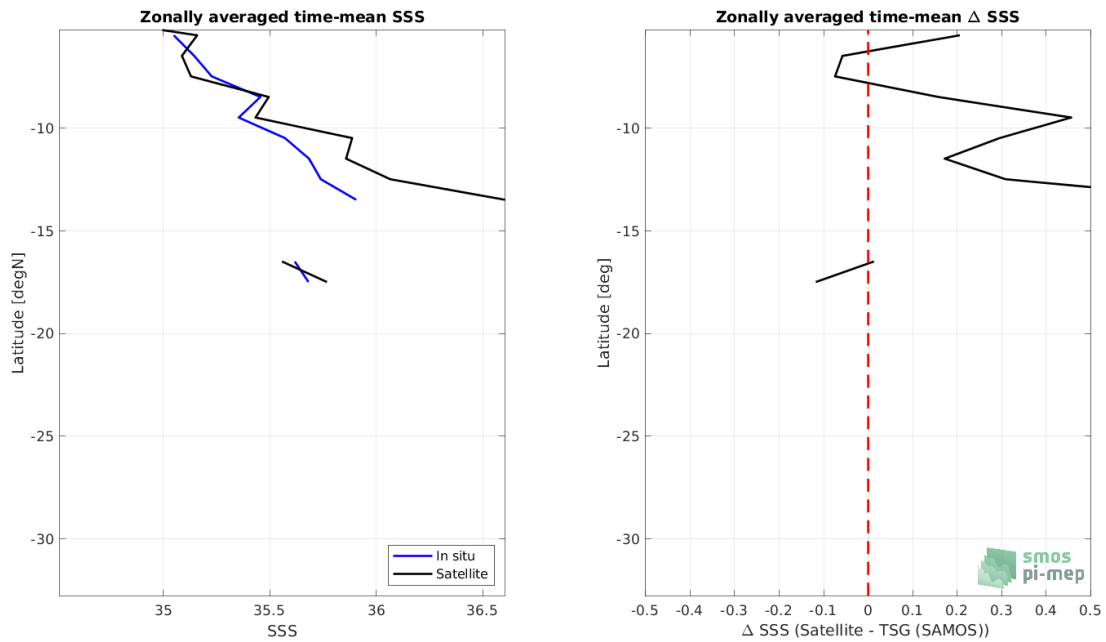 Zonally averaged time-mean SSS
-10
-15
-20
-25
-30
Latitude [degN]
35
35.5
36
36.5
SSS
In situ
Satellite
Zonally averaged time-mean Δ SSS
-10
-15
-20
-25
-30
Latitude [deg]
-0.5
-0.4
-0.3
-0.2
-0.1
0
0.1
0.2
0.3
0.4
0.5
Δ SSS (Satellite - TSG (SAMOS))
smos
pi-mep